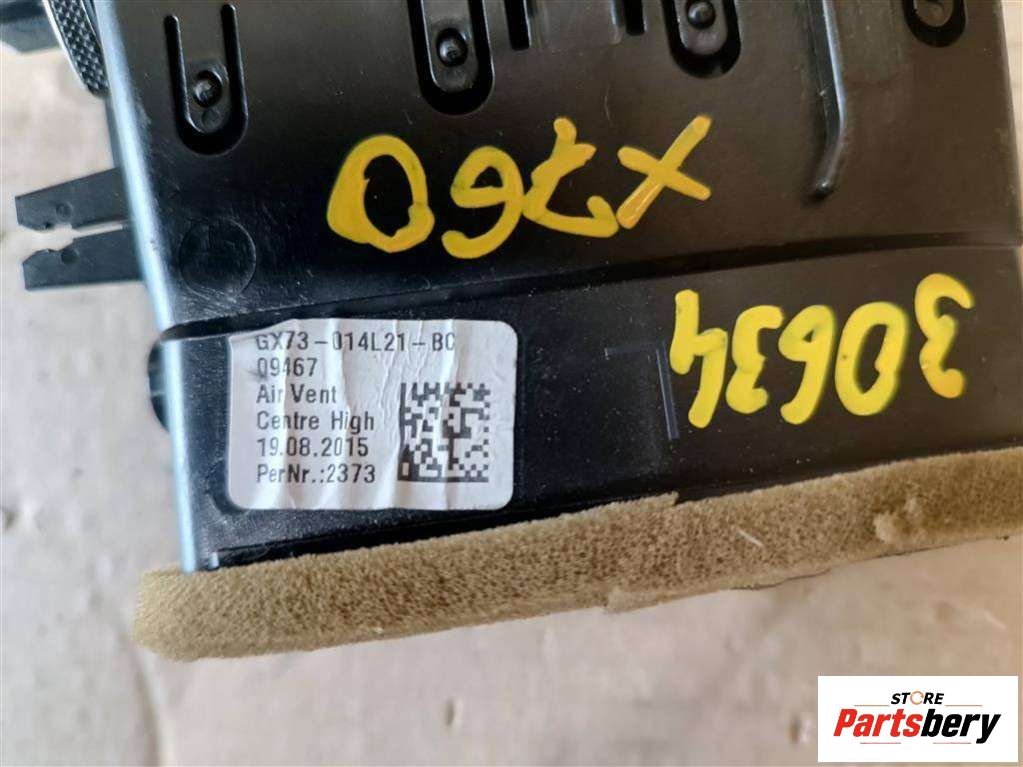 X760
30634
GX73-014L21-BC
09467
Air Vent
Centre High
19.08.2015
PerNr.:2373
STORE
Partsbery